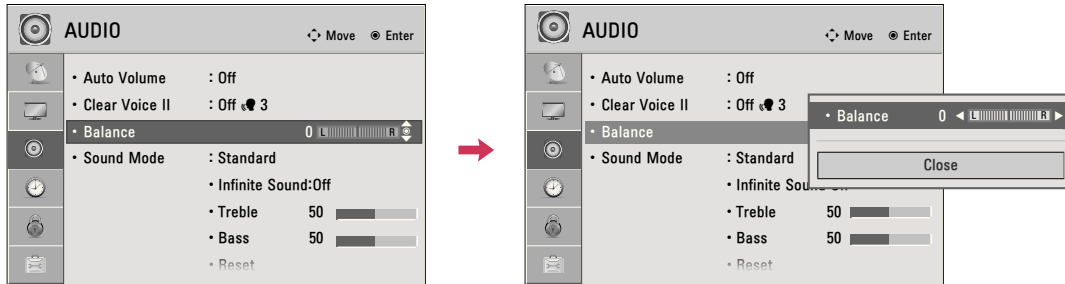 AUDIO
Move Enter
• Auto Volume : Off
• Clear Voice II : Off 3
• Balance 0 L R
• Sound Mode : Standard
• Infinite Sound:Off
• Treble 50
• Bass 50
• Reset
AUDIO
Move Enter
• Auto Volume : Off
• Clear Voice II : Off 3
• Balance
• Sound Mode : Standard
• Infinite
• Treble 50
• Bass 50
• Reset
• Balance 0 L R
Close